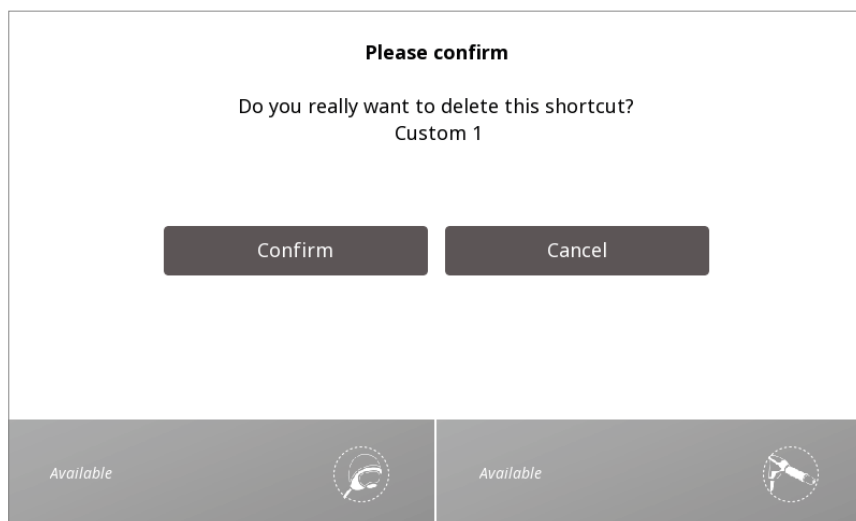 Please confirm
Do you really want to delete this shortcut?
Custom 1
Confirm
Cancel
Available
Available